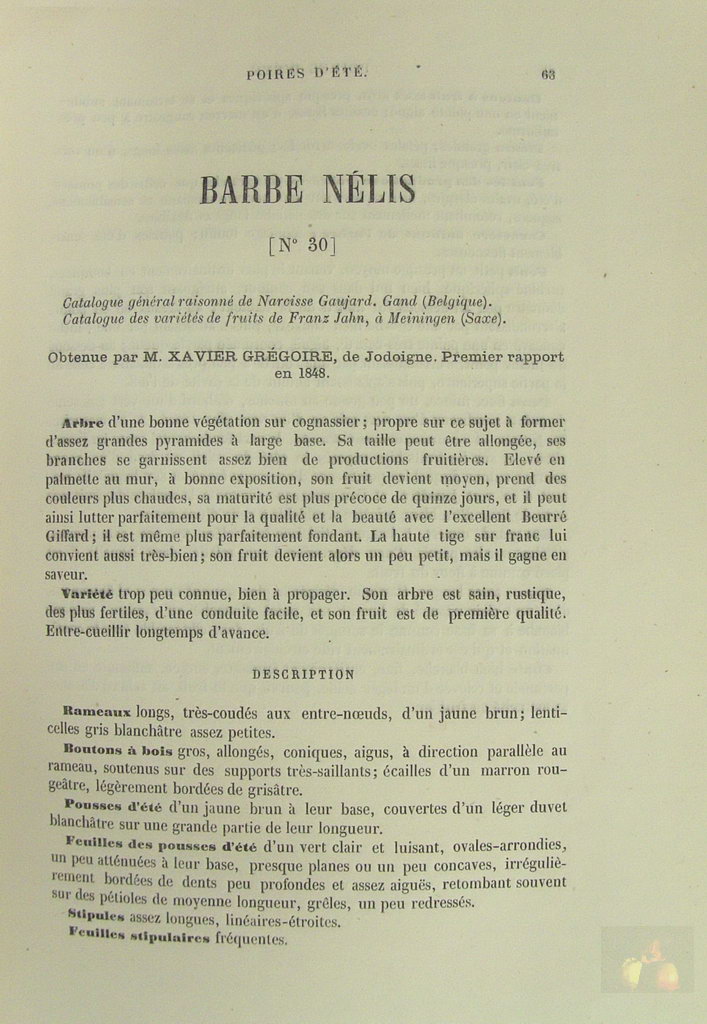 POIRES D'ÉTÉ.
63
BARBE NÉLIS
[N° 30]
Catalogue général raisonné de Narcisse Gaujard. Gand (Belgique).
Catalogue des variétés de fruits de Franz Jahn, à Meiningen (Saxe).
Obtenue par M. XAVIER GRÉGOIRE, de Jodoigne. Premier rapport
en 1848.
Arbre d'une bonne végétation sur cognassier; propre sur ce sujet à former
d'assez grandes pyramides à large base. Sa taille peut être allongée, ses
branches se garnissent assez bien de productions fruitières. Elevé en
palmette au mur, à bonne exposition, son fruit devient moyen, prend des
couleurs plus chaudes, sa maturité est plus précoce de quinze jours, et il peut
ainsi lutter parfaitement pour la qualité et la beauté avec l'excellent Beurré
Giffard; il est même plus parfaitement fondant. La haute tige sur franc lui
convient aussi très-bien; son fruit devient alors un peu petit, mais il gagne en
saveur.
Variété trop peu connue, bien à propager. Son arbre est sain, rustique,
des plus fertiles, d'une conduite facile, et son fruit est de première qualité.
Entre-cueillir longtemps d'avance.
DESCRIPTION
Rameaux longs, très-coudés aux entre-nœuds, d'un jaune brun; lenti-
celles gris blanchâtre assez petites.
Boutons à bois gros, allongés, coniques, aigus, à direction parallèle au
rameau, soutenus sur des supports très-saillants; écailles d'un marron rou-
geâtre, légèrement bordées de grisâtre.
Pousses d'été d'un jaune brun à leur base, couvertes d'un léger duvet
blanchâtre sur une grande partie de leur longueur.
Feuilles des pousses d'été d'un vert clair et luisant, ovales-arrondies,
un peu atténuées à leur base, presque planes ou un peu concaves, irréguliè-
rement bordées de dents peu profondes et assez aiguës, retombant souvent
sur des pétioles de moyenne longueur, grêles, un peu redressés.
Stipules assez longues, linéaires-étroites.
Feuilles stipulaires fréquentes.